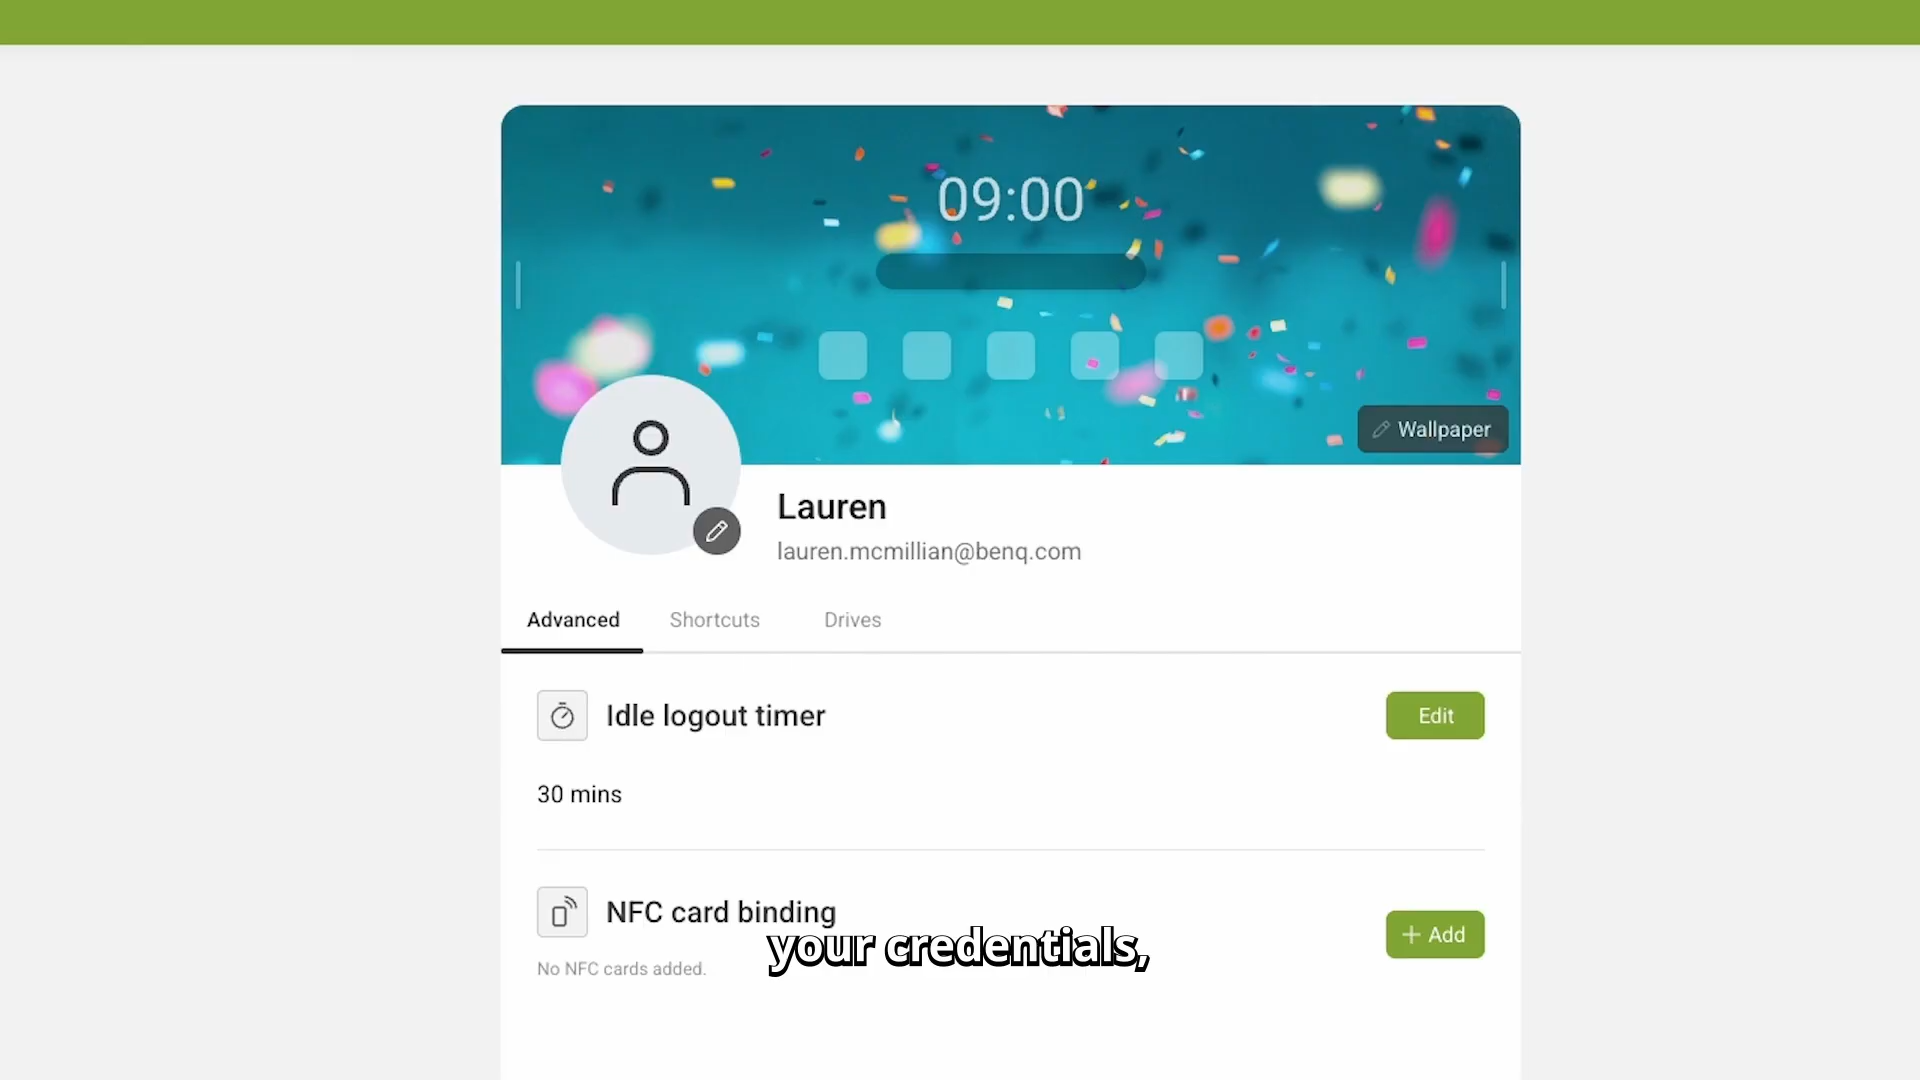 09:00
Wallpaper
Lauren
lauren.mcmillian@benq.com
Advanced Shortcuts Drives
Idle logout timer
Edit
30 mins
NFC card binding
+ Add
your credentials,
No NFC cards added.